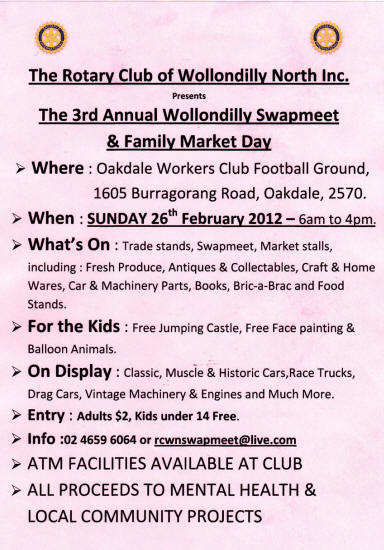 The Rotary Club of Wollondilly North Inc.
Presents
The 3rd Annual Wollondilly Swapmeet
& Family Market Day
➢ Where : Oakdale Workers Club Football Ground,
1605 Burragorang Road, Oakdale, 2570.
➢ When : SUNDAY 26th February 2012 – 6am to 4pm.
➢ What's On : Trade stands, Swapmeet, Market stalls,
including : Fresh Produce, Antiques & Collectables, Craft & Home
Wares, Car & Machinery Parts, Books, Bric-a-Brac and Food
Stands.
➢ For the Kids : Free Jumping Castle, Free Face painting &
Balloon Animals.
➢ On Display : Classic, Muscle & Historic Cars,Race Trucks,
Drag Cars, Vintage Machinery & Engines and Much More.
➢ Entry : Adults $2, Kids under 14 Free.
➢ Info :02 4659 6064 or rcwnswapmeet@live.com
➢ ATM FACILITIES AVAILABLE AT CLUB
➢ ALL PROCEEDS TO MENTAL HEALTH &
LOCAL COMMUNITY PROJECTS